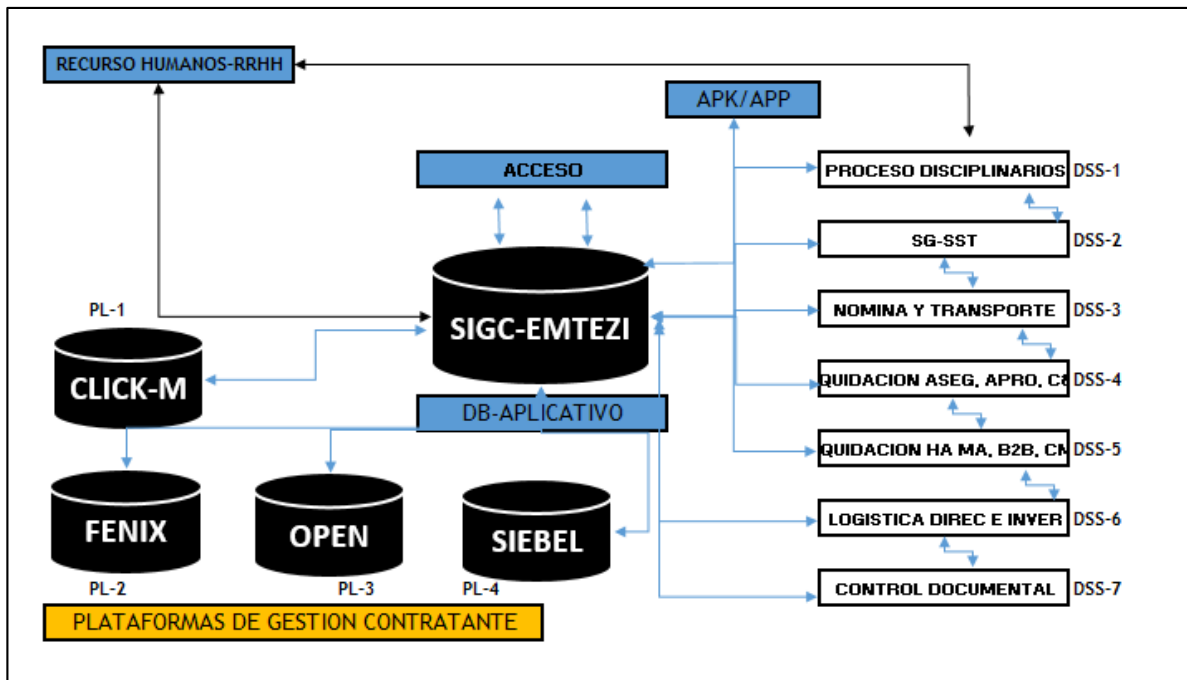 RECURSO HUMANOS-RRHH
APK/APP
ACCESO
PROCESO DISCIPLINARIOS DSS-1
SG-SST DSS-2
SIGC-EMTEZI
NOMINA Y TRANSPORTE DSS-3
PL-1
CLICK-M
QUIDACION ASEG, APRO, C& DSS-4
DB-APLICATIVO
QUIDACION HA MA, B2B, CM DSS-5
FENIX
OPEN
SIEBEL
LOGISTICA DIREC E INVER DSS-6
PL-2
PL-3
PL-4
CONTROL DOCUMENTAL DSS-7
PLATAFORMAS DE GESTION CONTRATANTE